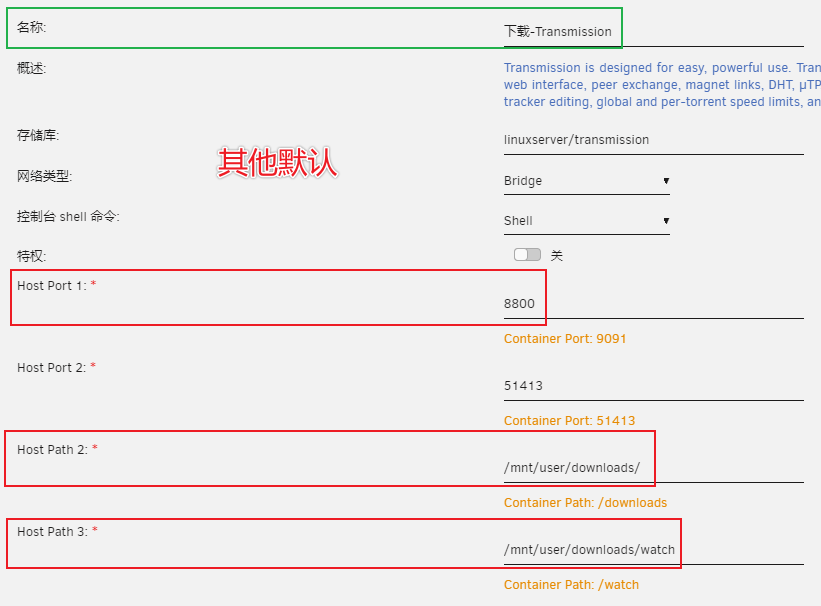 名称:
下载-Transmission
概述:
Transmission is designed for easy, powerful use. Tran
web interface, peer exchange, magnet links, DHT, µTP
tracker editing, global and per-torrent speed limits, an
存储库:
linuxserver/transmission
其他默认
网络类型:
Bridge
控制台 shell 命令:
Shell
特权:
关
Host Port 1: *
8800
Container Port: 9091
Host Port 2: *
51413
Container Port: 51413
Host Path 2: *
/mnt/user/downloads/
Container Path: /downloads
Host Path 3: *
/mnt/user/downloads/watch
Container Path: /watch